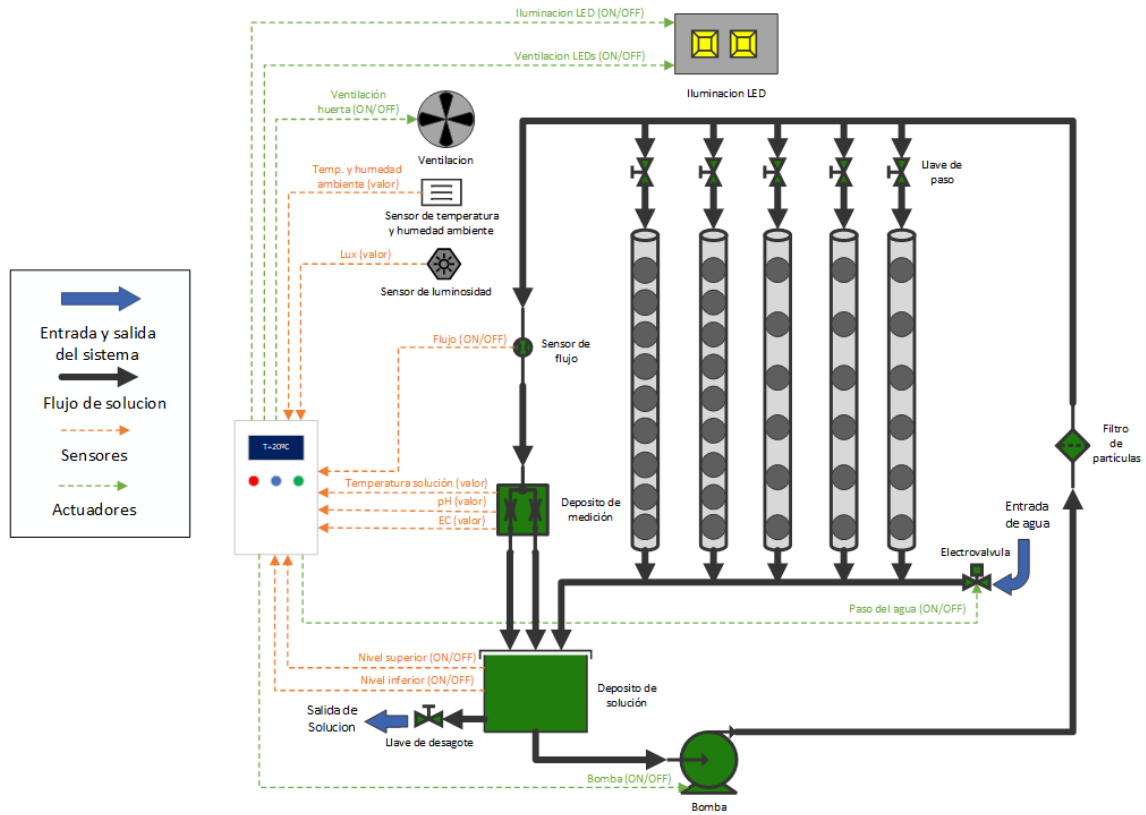 Iluminacion LED (ON/OFF)
Ventilacion LEDs (ON/OFF)
Iluminacion LED
Ventilación
huerta (ON/OFF)
Ventilacion
Temp. y humedad
ambiente (valor)
Sensor de temperatura
y humedad ambiente
Lux (valor)
Sensor de luminosidad
Llave de
paso
Entrada y salida
del sistema
Flujo de solucion
Sensores
Actuadores
Flujo (ON/OFF)
Sensor de
flujo
T=20ºC
Filtro
de
partículas
Temperatura solución (valor)
pH (valor)
EC (valor)
Deposito de
medición
Entrada
de agua
Electrovalvula
Paso del agua (ON/OFF)
Nivel superior (ON/OFF)
Nivel inferior (ON/OFF)
Deposito de
solución
Salida de
Solucion
Llave de desagote
Bomba (ON/OFF)
Bomba